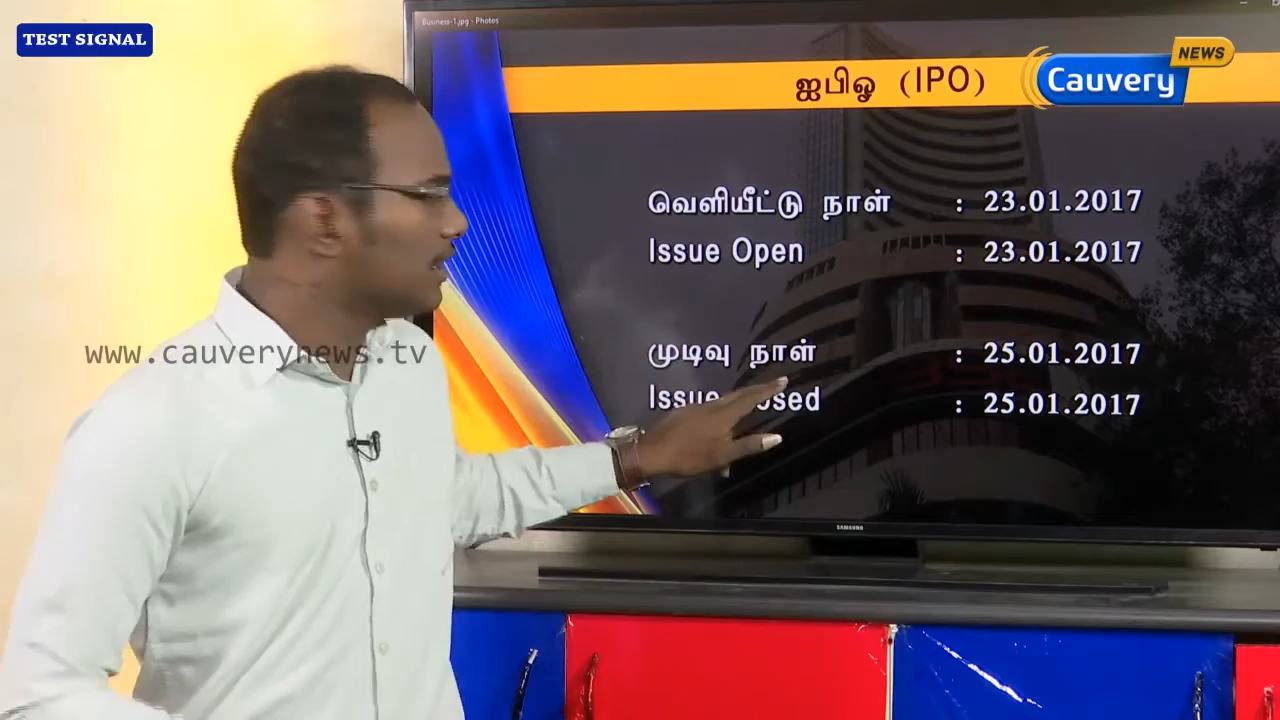 TEST SIGNAL
Business-1.jpg - Photos
NEWS
Cauvery
ஐபிஓ (IPO)
வெளியீட்டு நாள் : 23.01.2017
Issue Open : 23.01.2017
www.cauverynews.tv
முடிவு நாள் : 25.01.2017
Issue : 25.01.2017
SAMSUNG